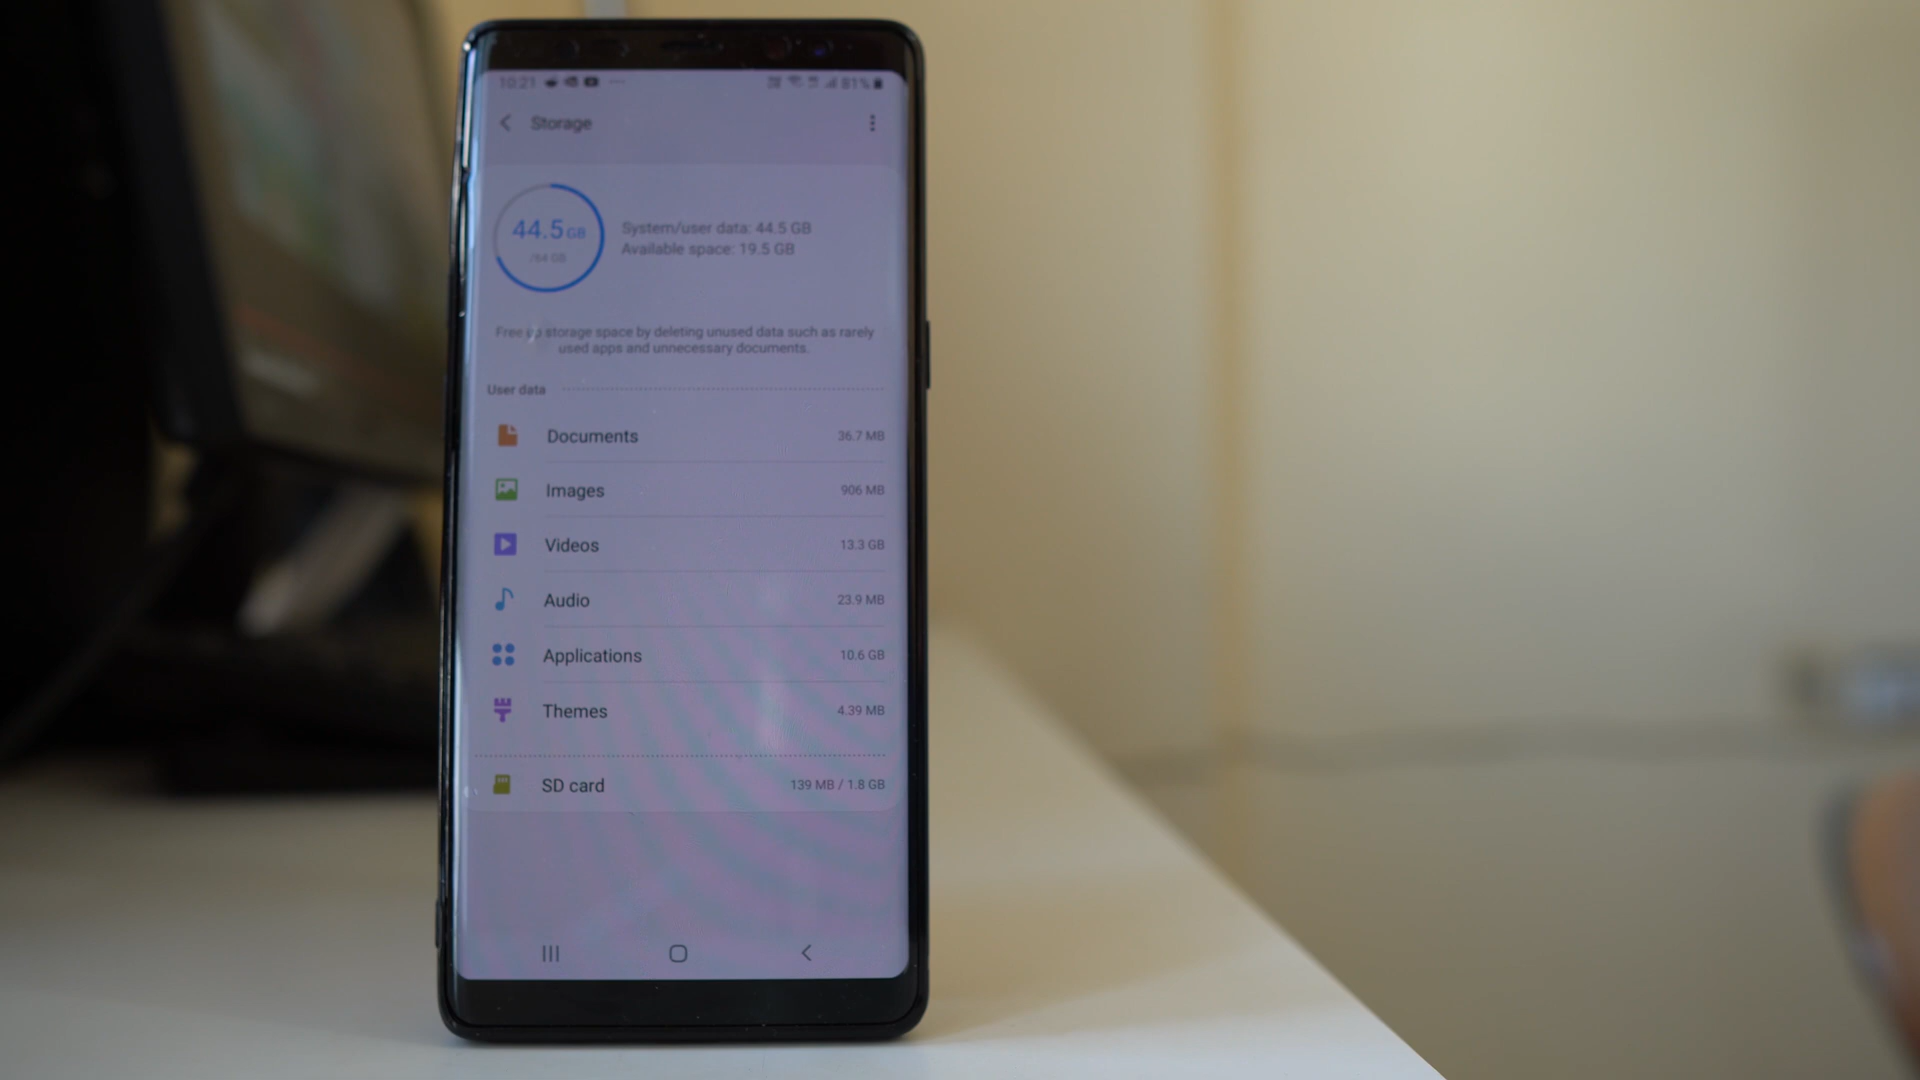 10:21 81%
Storage
44.5 GB
/64 GB
System/user data: 44.5 GB
Available space: 19.5 GB
Free up storage space by deleting unused data such as rarely
used apps and unnecessary documents.
User data
Documents 36.7 MB
Images 906 MB
Videos 13.3 GB
Audio 23.9 MB
Applications 10.6 GB
Themes 4.39 MB
SD card 139 MB / 1.8 GB